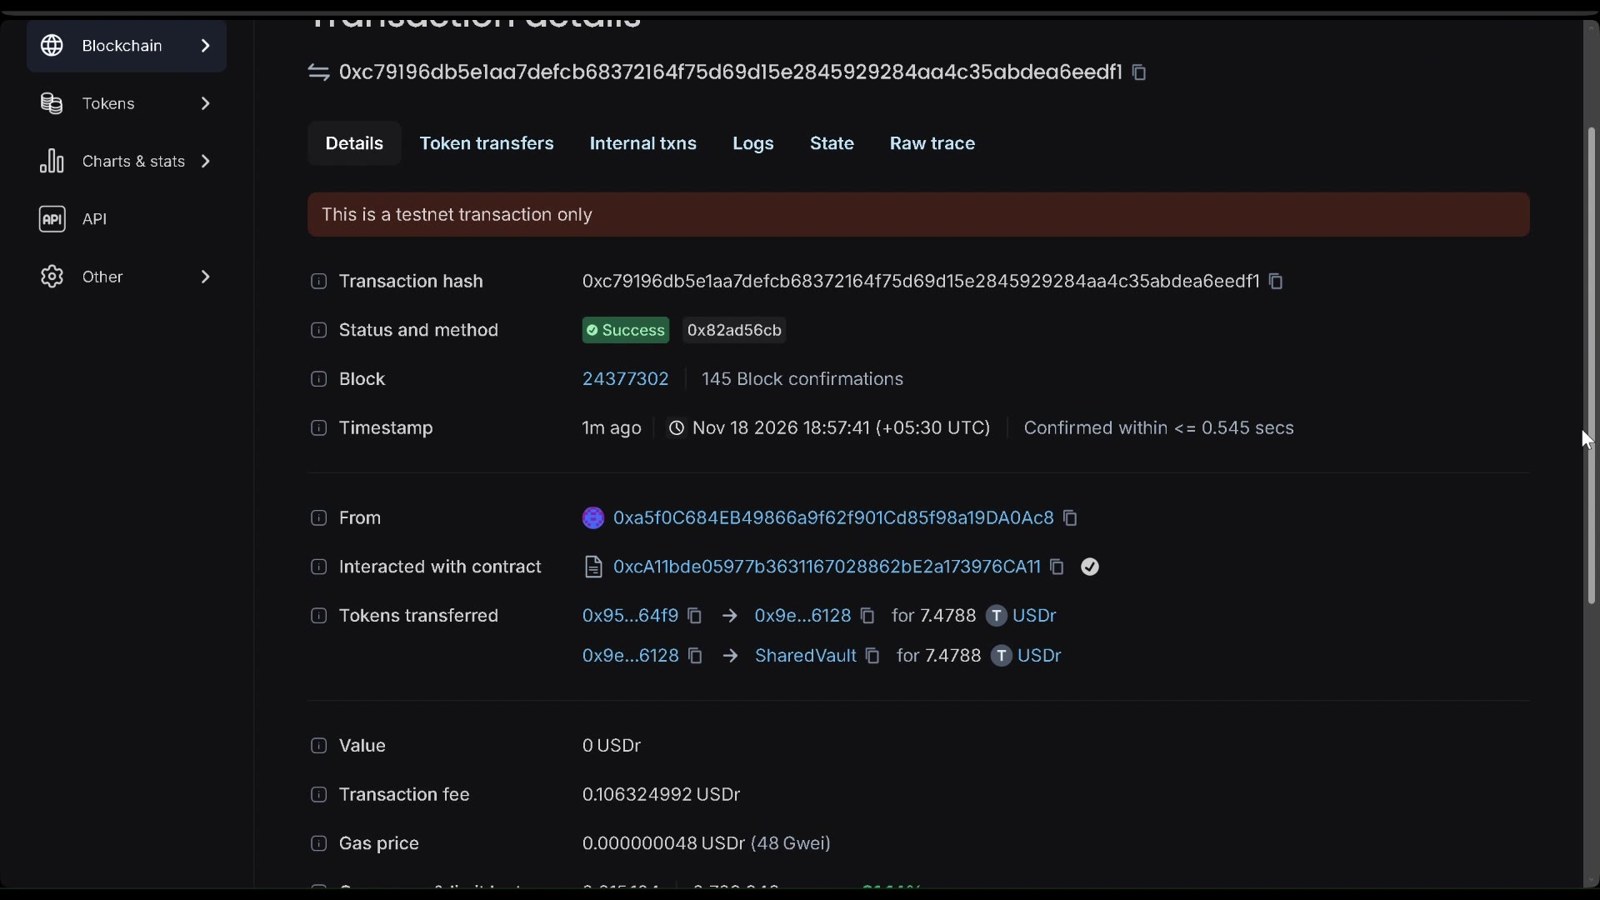 Transaction details
Blockchain
0xc79196db5e1aa7defcb68372164f75d69d15e2845929284aa4c35abdea6eedf1
Tokens
Details Token transfers Internal txns Logs State Raw trace
Charts & stats
API API
This is a testnet transaction only
Other
Transaction hash 0xc79196db5e1aa7defcb68372164f75d69d15e2845929284aa4c35abdea6eedf1
Status and method Success 0x82ad56cb
Block 24377302 145 Block confirmations
Timestamp 1m ago Nov 18 2026 18:57:41 (+05:30 UTC) Confirmed within <= 0.545 secs
From 0xa5f0C684EB49866a9f62f901Cd85f98a19DA0Ac8
Interacted with contract 0xcA11bde05977b3631167028862bE2a173976CA11
Tokens transferred 0x95...64f9 → 0x9e...6128 for 7.4788 T USDr
0x9e...6128 → SharedVault for 7.4788 T USDr
Value 0 USDr
Transaction fee 0.106324992 USDr
Gas price 0.000000048 USDr (48 Gwei)